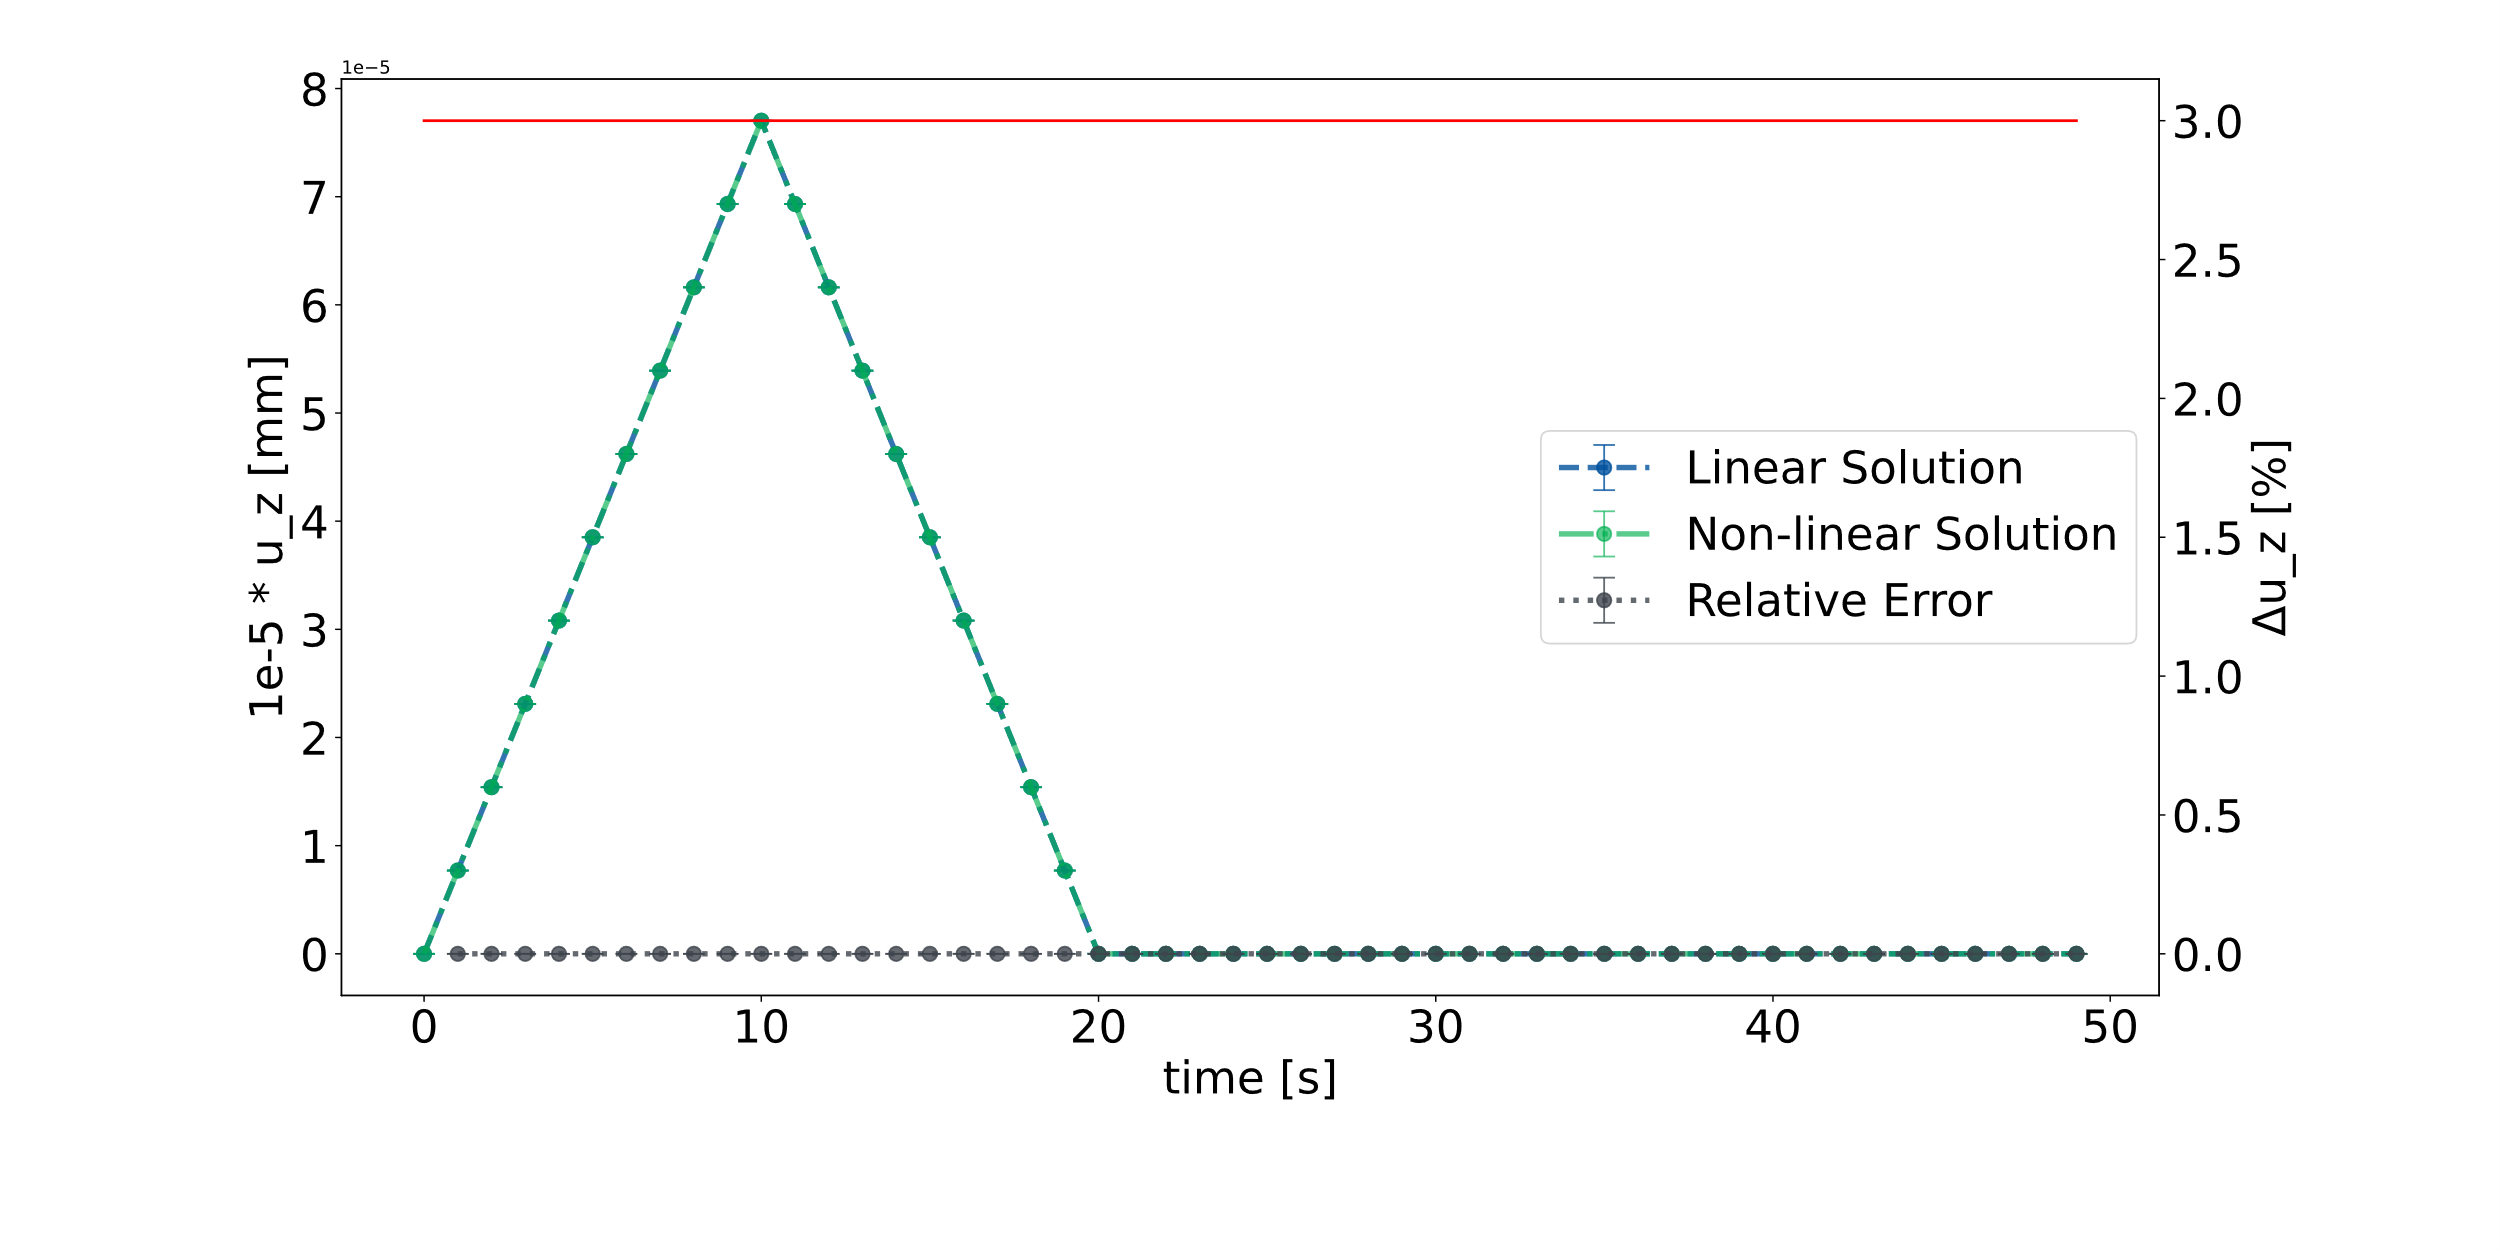 1e−5
8
7
6
5
4
3
2
1
0
1e-5 * u_z [mm]
3.0
2.5
2.0
1.5
1.0
0.5
0.0
Δu_z [%]
Linear Solution
Non-linear Solution
Relative Error
0 10 20 30 40 50
time [s]